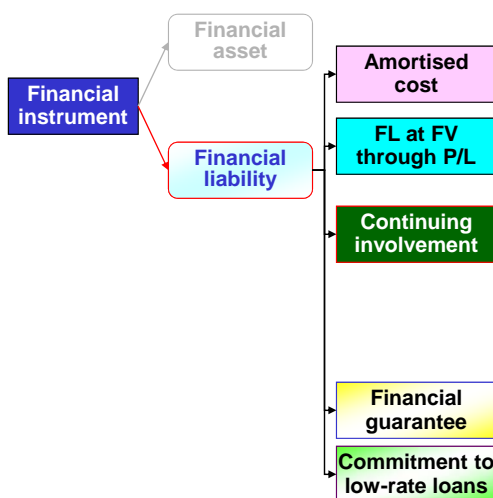 Financial
asset
Amortised
cost
Financial
instrument
FL at FV
through P/L
Financial
liability
Continuing
involvement
Financial
guarantee
Commitment to
low-rate loans